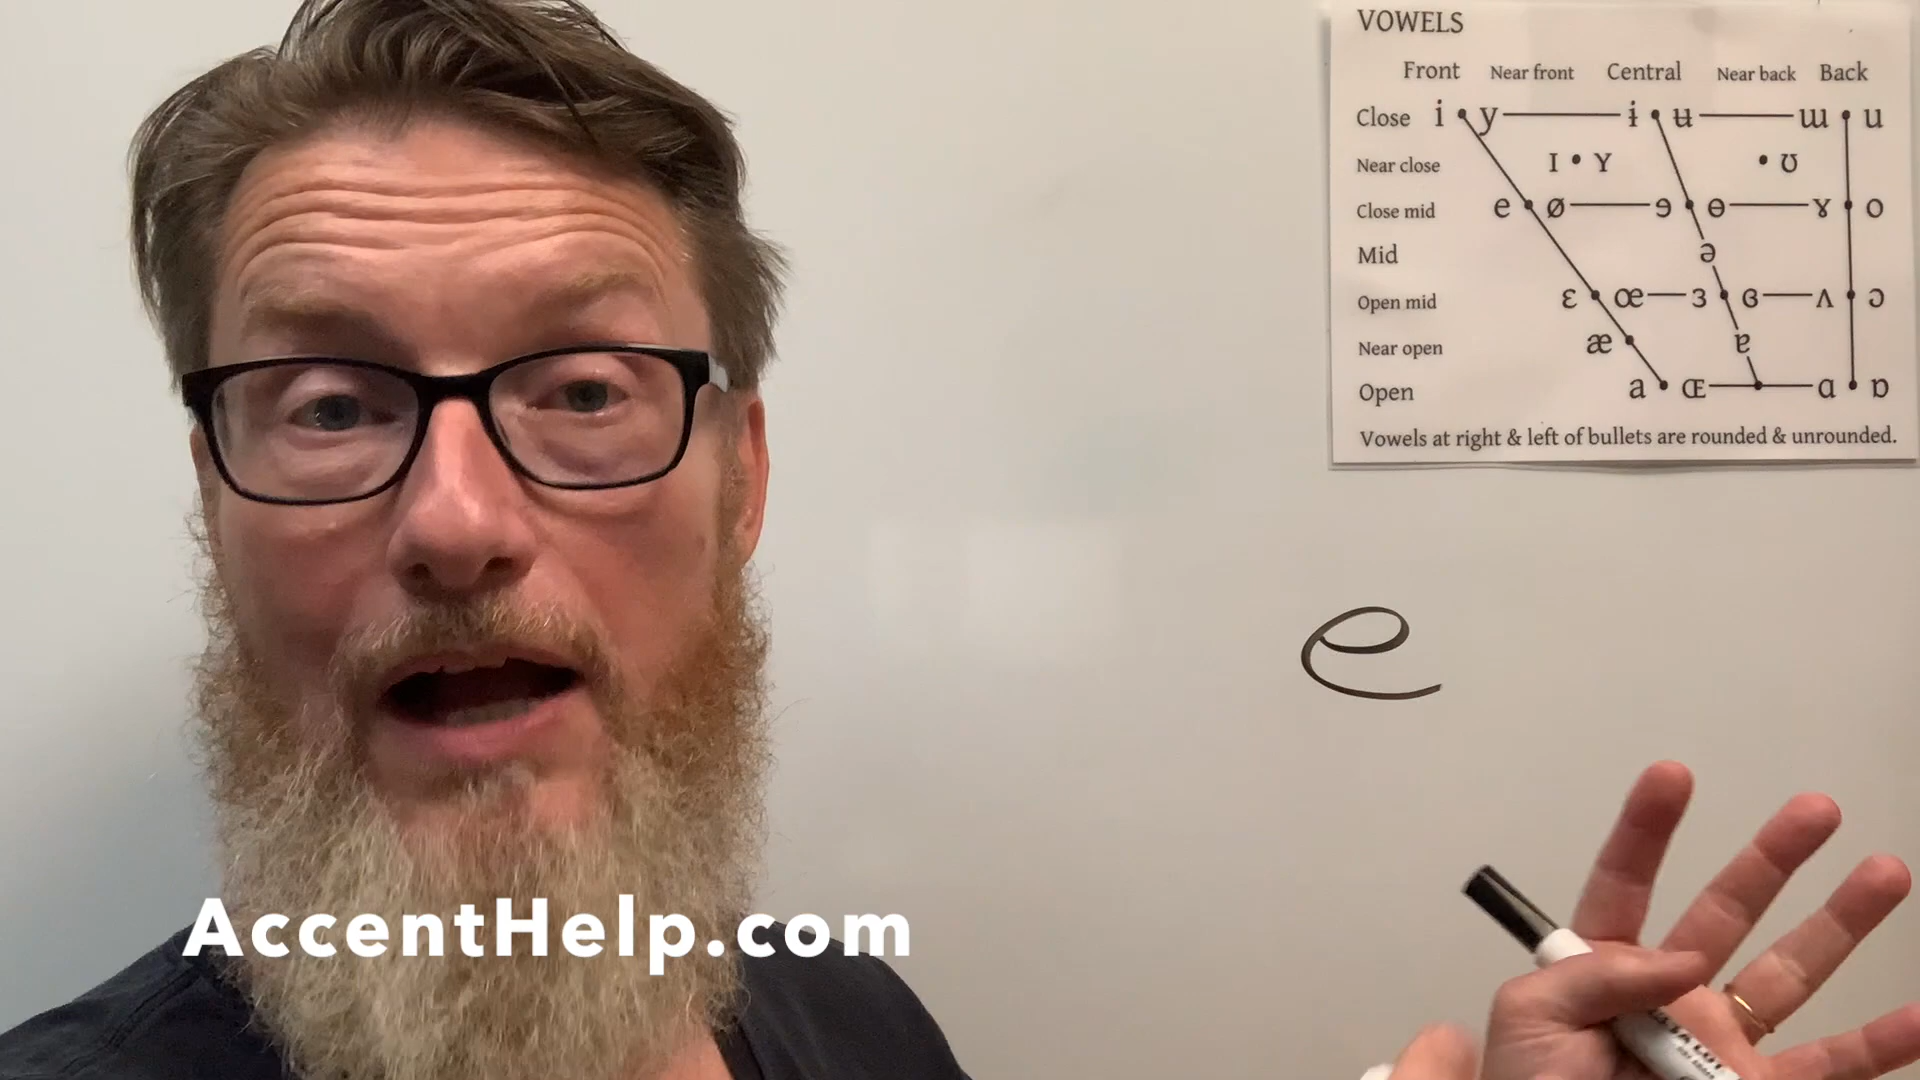 VOWELS
Front Near front Central Near back Back
Close i y ɨ ʉ ɯ u
Near close ɪ ʏ ʊ
Close mid e ø ɘ ɵ ɤ o
Mid ə
Open mid ɛ œ ɜ ɞ ʌ ɔ
Near open æ ɐ
Open a ɶ ɑ ɒ
Vowels at right & left of bullets are rounded & unrounded.
e
AccentHelp.com